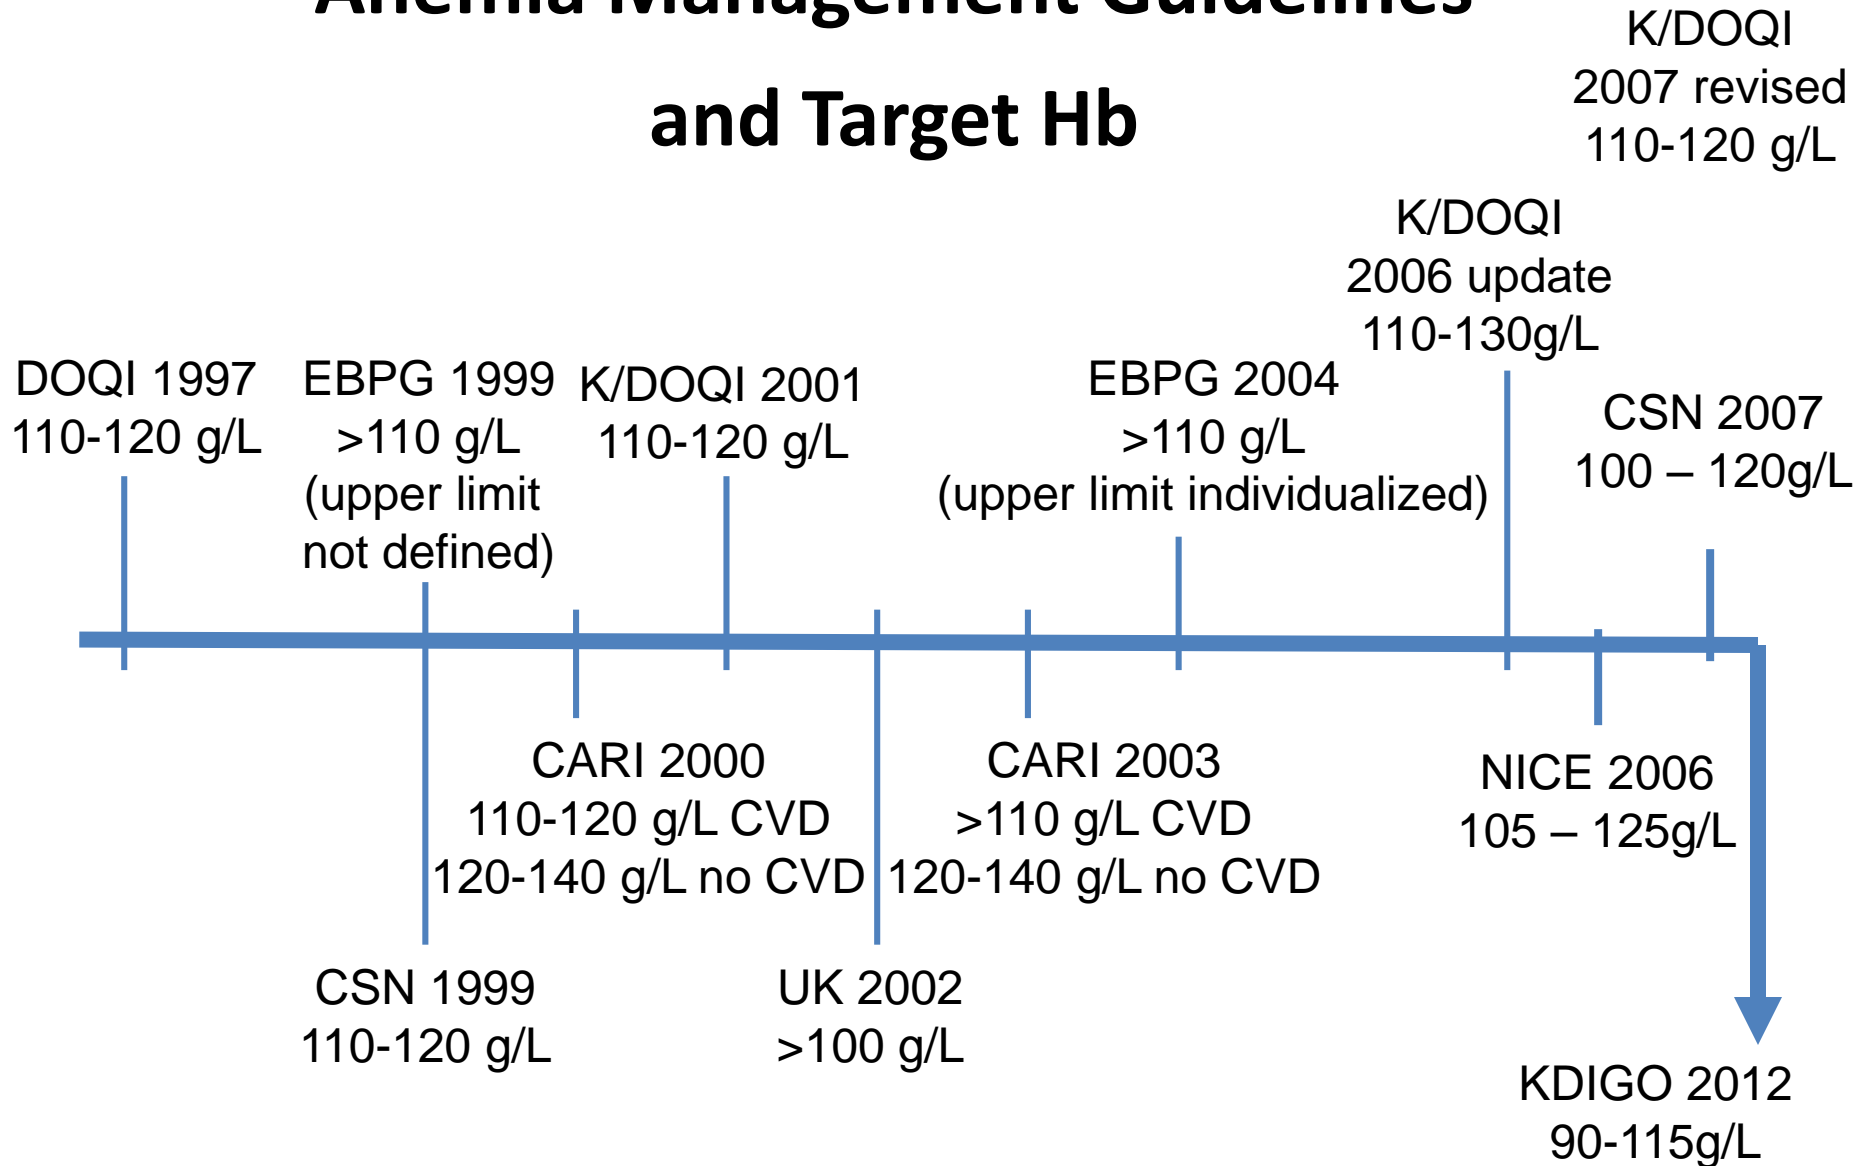 Anemia Management Guidelines
and Target Hb
K/DOQI
2007 revised
110-120 g/L
K/DOQI
2006 update
110-130g/L
DOQI 1997
110-120 g/L
EBPG 1999
>110 g/L
(upper limit
not defined)
K/DOQI 2001
110-120 g/L
EBPG 2004
>110 g/L
(upper limit individualized)
CSN 2007
100 – 120g/L
CARI 2000
110-120 g/L CVD
120-140 g/L no CVD
CARI 2003
>110 g/L CVD
120-140 g/L no CVD
NICE 2006
105 – 125g/L
CSN 1999
110-120 g/L
UK 2002
>100 g/L
KDIGO 2012
90-115g/L